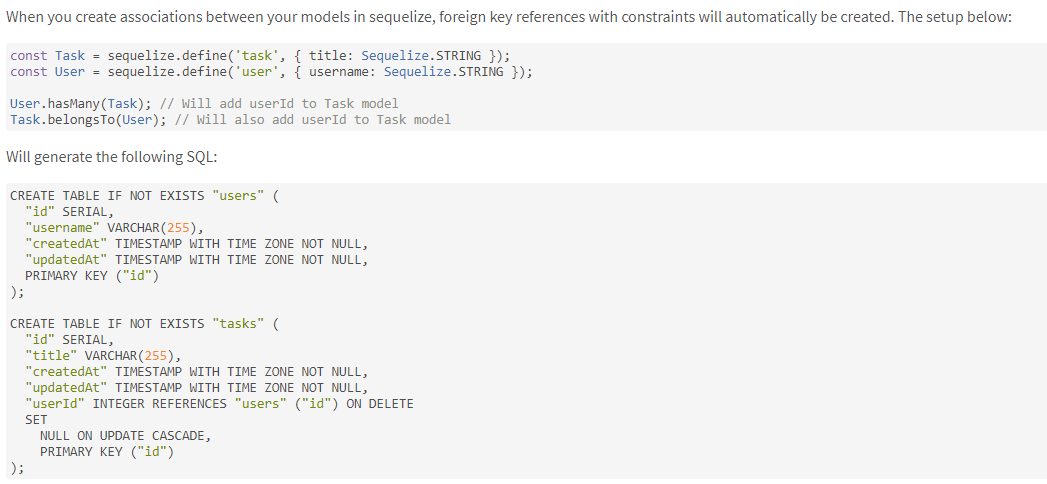 When you create associations between your models in sequelize, foreign key references with constraints will automatically be created. The setup below:
const Task = sequelize.define('task', { title: Sequelize.STRING });
const User = sequelize.define('user', { username: Sequelize.STRING });
User.hasMany(Task); // Will add userId to Task model
Task.belongsTo(User); // Will also add userId to Task model
Will generate the following SQL:
CREATE TABLE IF NOT EXISTS "users" (
"id" SERIAL,
"username" VARCHAR(255),
"createdAt" TIMESTAMP WITH TIME ZONE NOT NULL,
"updatedAt" TIMESTAMP WITH TIME ZONE NOT NULL,
PRIMARY KEY ("id")
);
CREATE TABLE IF NOT EXISTS "tasks" (
"id" SERIAL,
"title" VARCHAR(255),
"createdAt" TIMESTAMP WITH TIME ZONE NOT NULL,
"updatedAt" TIMESTAMP WITH TIME ZONE NOT NULL,
"userId" INTEGER REFERENCES "users" ("id") ON DELETE
SET
NULL ON UPDATE CASCADE,
PRIMARY KEY ("id")
);